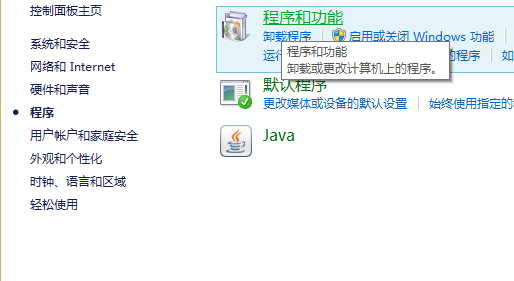 控制面板主页
系统和安全
网络和 Internet
硬件和声音
程序
用户帐户和家庭安全
外观和个性化
时钟、语言和区域
轻松使用
程序和功能
卸载程序 启用或关闭 Windows 功能
运行 的程序 如
程序和功能
卸载或更改计算机上的程序。
默认程序
更改媒体或设备的默认设置 始终使用指定的
Java